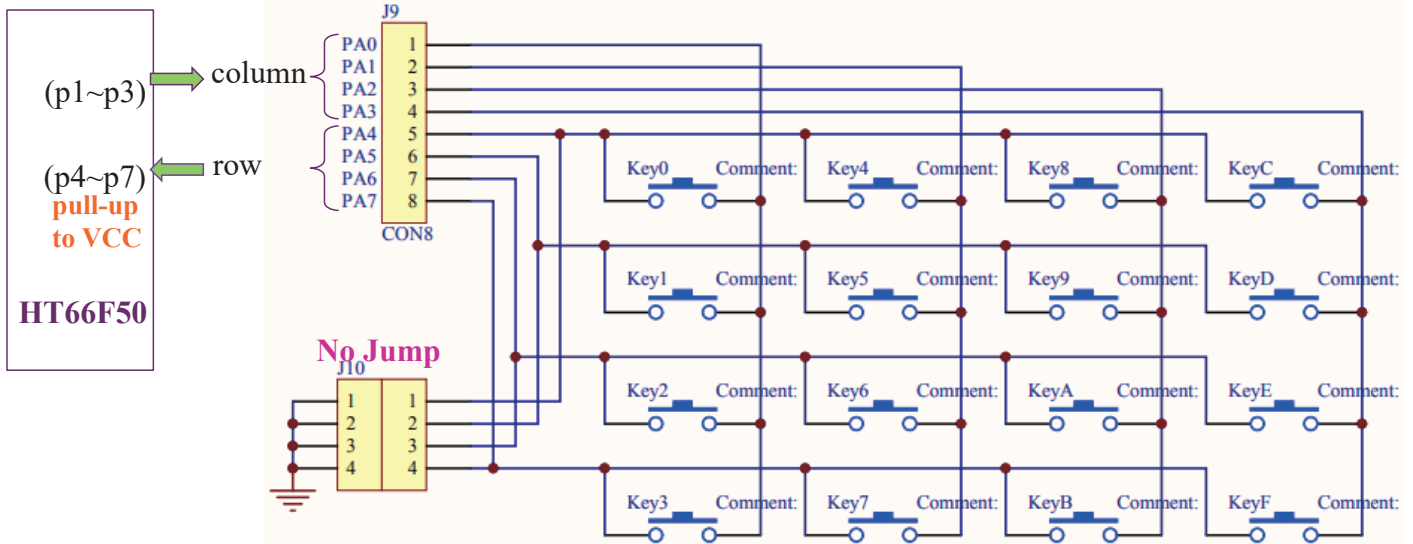 J9
PA0 1
(p1~p3) column PA1 2
PA2 3
PA3 4
PA4 5
(p4~p7) row PA5 6
PA6 7
PA7 8
pull-up
to VCC
CON8
HT66F50
Key0 Comment: Key4 Comment: Key8 Comment: KeyC Comment:
Key1 Comment: Key5 Comment: Key9 Comment: KeyD Comment:
No Jump
J10
1 1
2 2
3 3
4 4
Key2 Comment: Key6 Comment: KeyA Comment: KeyE Comment:
Key3 Comment: Key7 Comment: KeyB Comment: KeyF Comment: